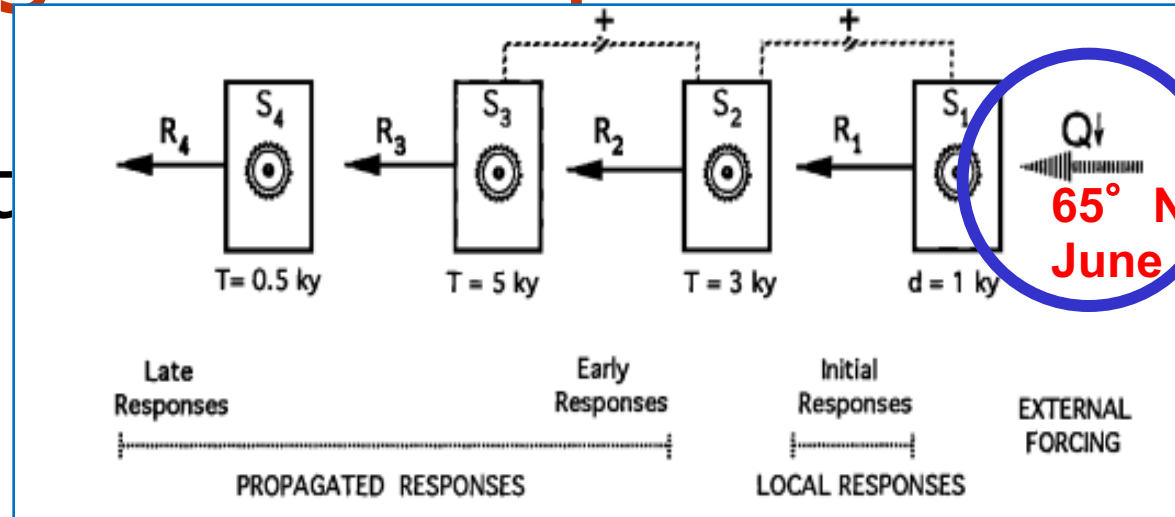 + +
S4 S3 S2 S1
R4 R3 R2 R1 Q↓
65° N
June
T= 0.5 ky T = 5 ky T = 3 ky d = 1 ky
Late Early Initial
Responses Responses Responses EXTERNAL
FORCING
PROPAGATED RESPONSES LOCAL RESPONSES